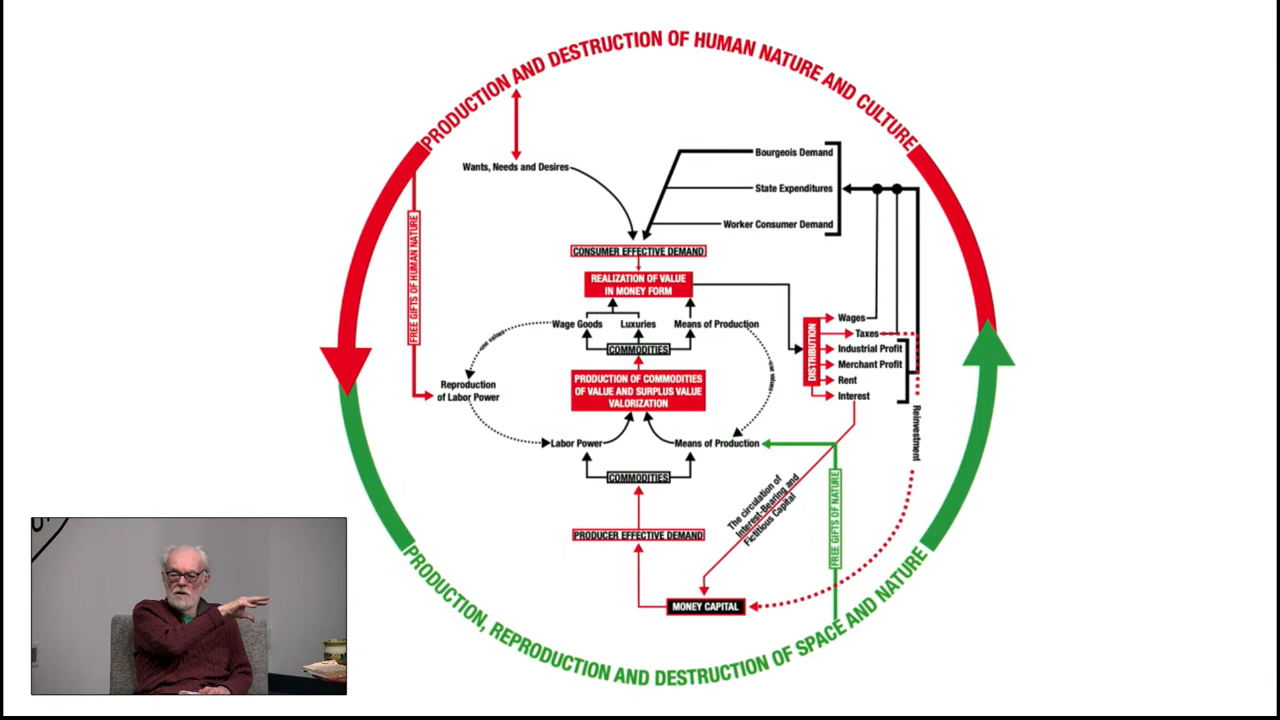 PRODUCTION AND DESTRUCTION OF HUMAN NATURE AND CULTURE
Wants, Needs and Desires
Bourgeois Demand
State Expenditures
Worker Consumer Demand
FREE GIFTS OF HUMAN NATURE
CONSUMER EFFECTIVE DEMAND
REALIZATION OF VALUE
IN MONEY FORM
Wage Goods
Luxuries
Means of Production
use values
use values
COMMODITIES
DISTRIBUTION
Wages
Taxes
Industrial Profit
Merchant Profit
Rent
Interest
Reproduction
of Labor Power
PRODUCTION OF COMMODITIES
OF VALUE AND SURPLUS VALUE
VALORIZATION
Reinvestment
Labor Power
Means of Production
COMMODITIES
The circulation of
Interest-Bearing and
Fictitious Capital
FREE GIFTS OF NATURE
PRODUCER EFFECTIVE DEMAND
MONEY CAPITAL
PRODUCTION, REPRODUCTION AND DESTRUCTION OF SPACE AND NATURE